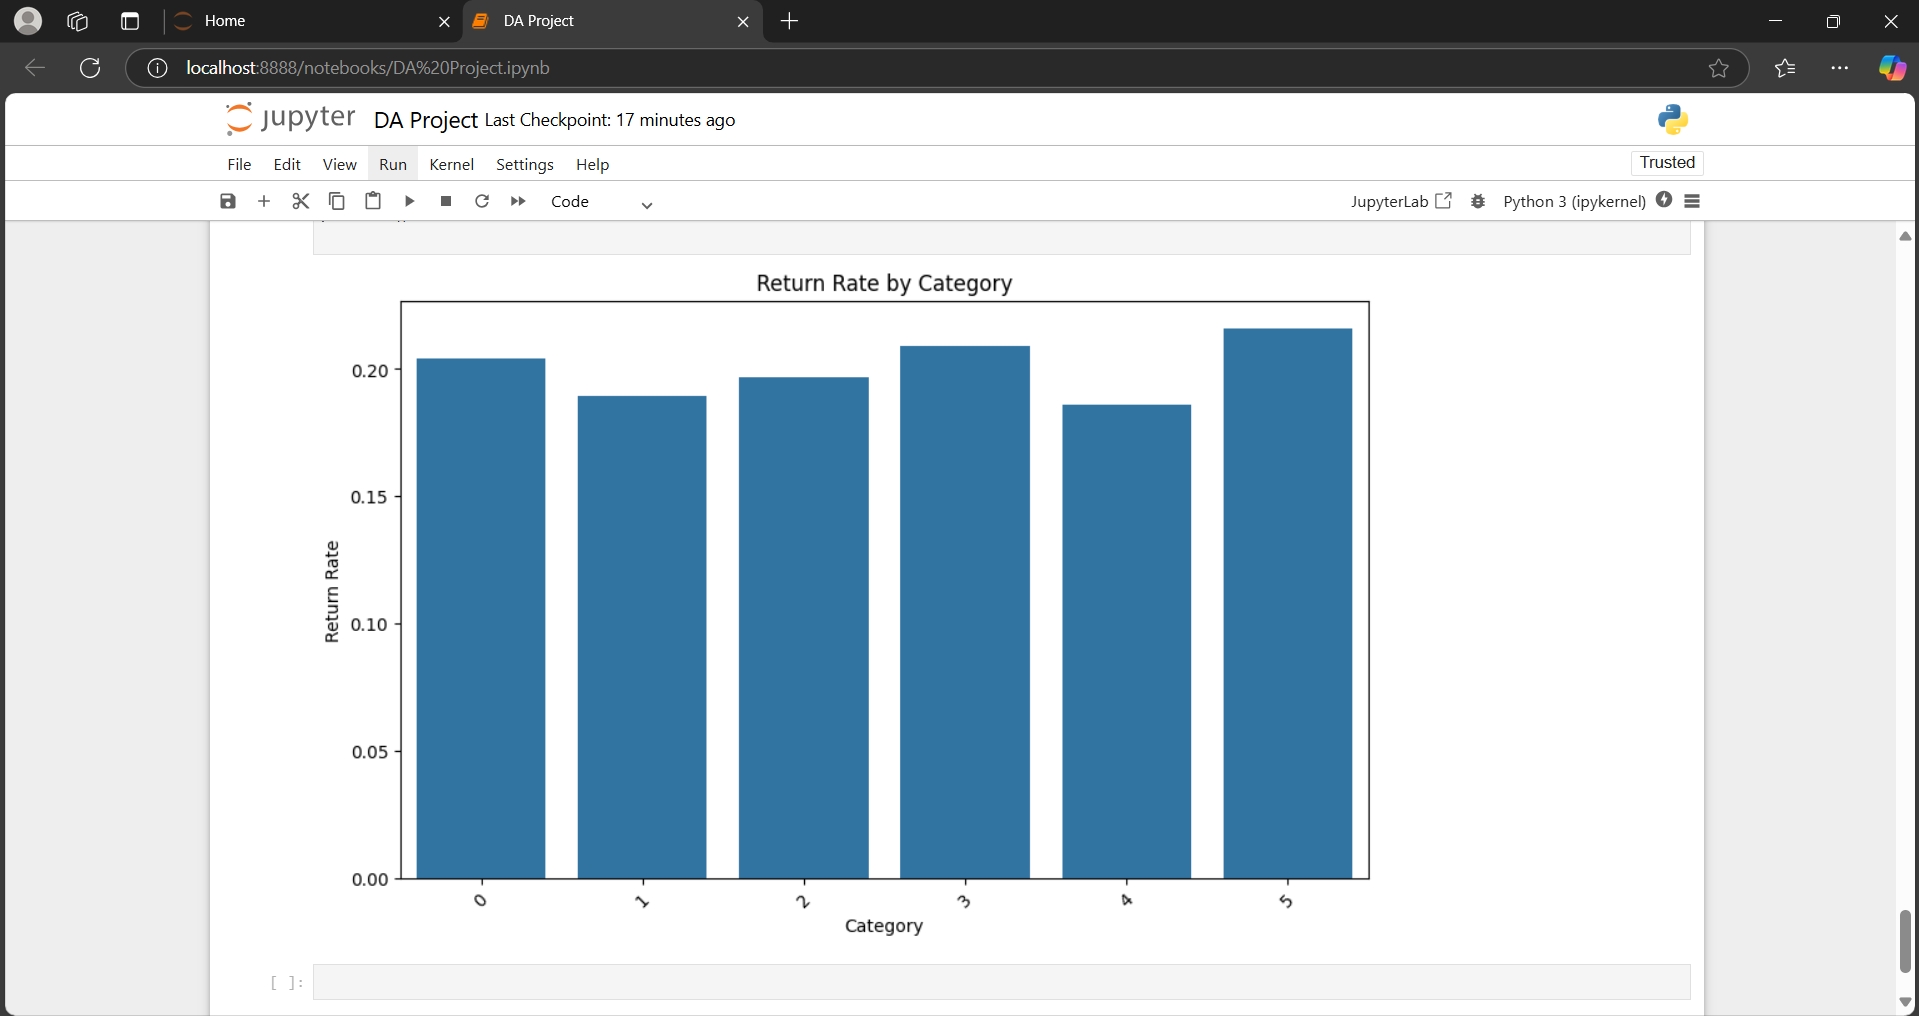 Home
DA Project
localhost:8888/notebooks/DA%20Project.ipynb
jupyter DA Project Last Checkpoint: 17 minutes ago
File Edit View Run Kernel Settings Help
Trusted
Code
JupyterLab
Python 3 (ipykernel)
Return Rate by Category
0.20
0.15
0.10
0.05
0.00
Return Rate
0 1 2 3 4 5
Category
[ ]: